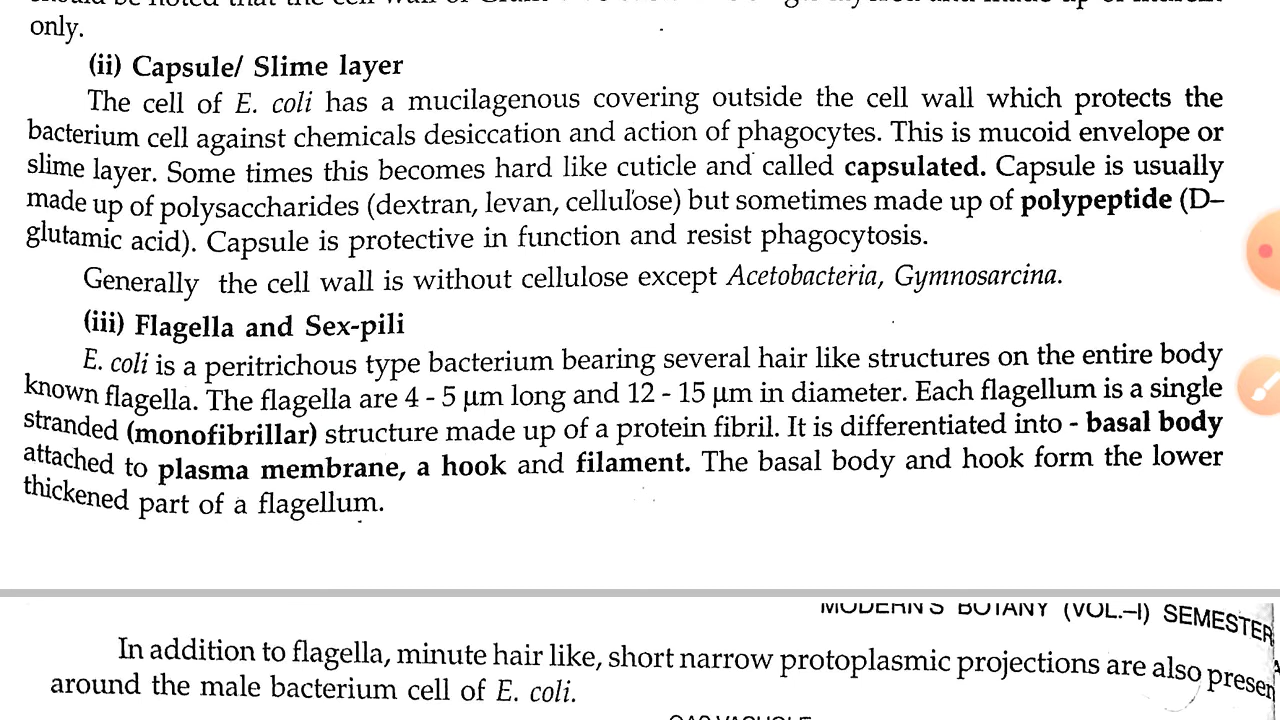 only.
(ii) Capsule/ Slime layer
The cell of E. coli has a mucilagenous covering outside the cell wall which protects the
bacterium cell against chemicals desiccation and action of phagocytes. This is mucoid envelope or
slime layer. Some times this becomes hard like cuticle and called capsulated. Capsule is usually
made up of polysaccharides (dextran, levan, cellulose) but sometimes made up of polypeptide (D–
glutamic acid). Capsule is protective in function and resist phagocytosis.
Generally the cell wall is without cellulose except Acetobacteria, Gymnosarcina.
(iii) Flagella and Sex-pili
E. coli is a peritrichous type bacterium bearing several hair like structures on the entire body
known flagella. The flagella are 4 - 5 μm long and 12 - 15 μm in diameter. Each flagellum is a single
stranded (monofibrillar) structure made up of a protein fibril. It is differentiated into - basal body
attached to plasma membrane, a hook and filament. The basal body and hook form the lower
thickened part of a flagellum.
MODERN'S BOTANY (VOL.–I) SEMESTER
In addition to flagella, minute hair like, short narrow protoplasmic projections are also presen
around the male bacterium cell of E. coli.